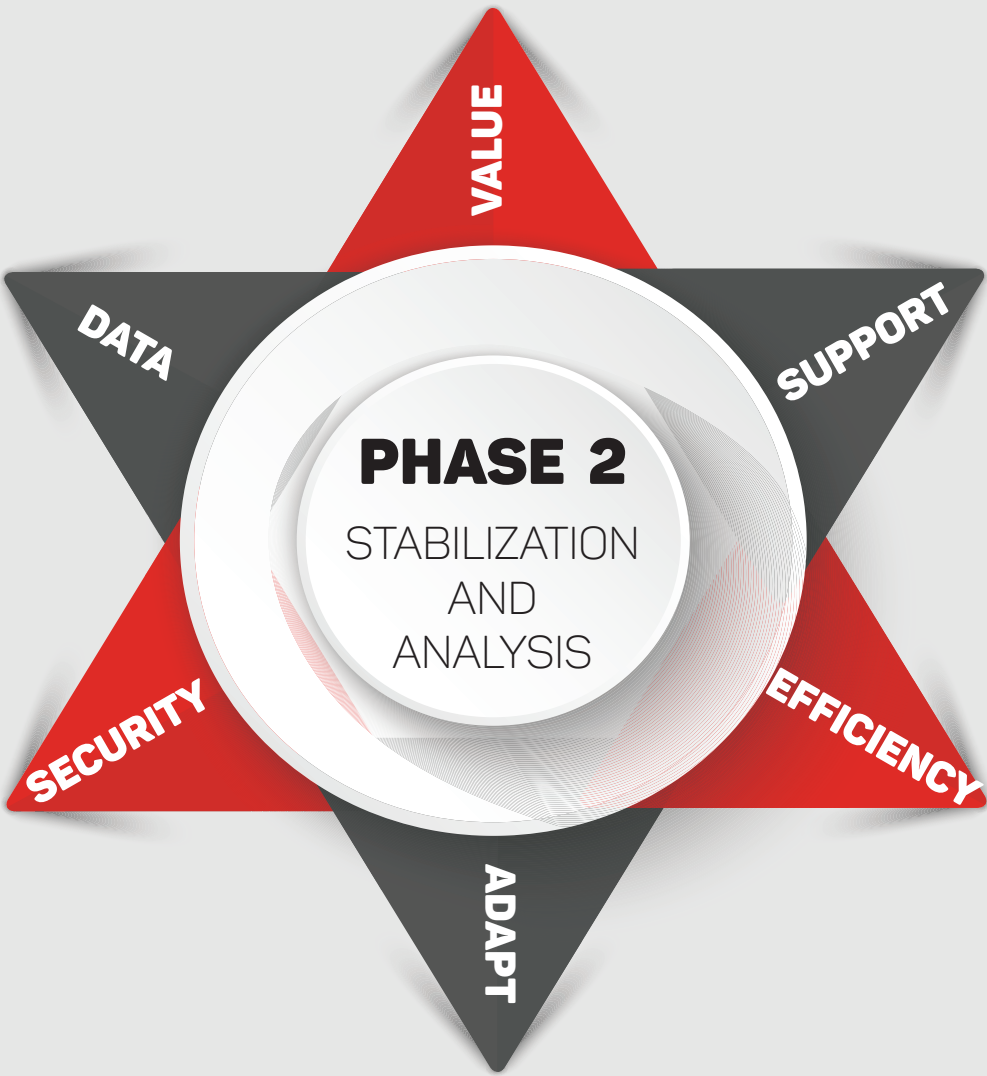 VALUE
DATA
SUPPORT
PHASE 2
STABILIZATION
AND
ANALYSIS
SECURITY
EFFICIENCY
ADAPT